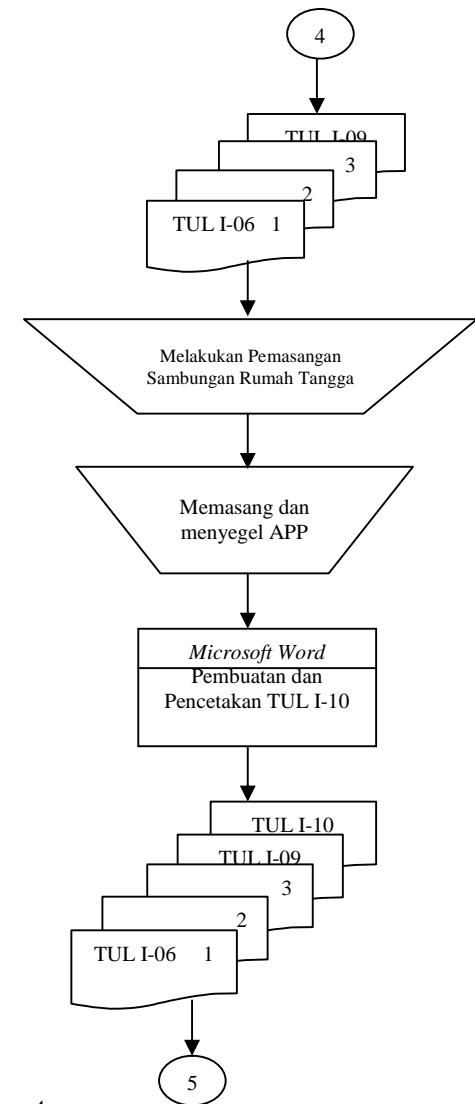 4
TUL I-09
3
2
TUL I-06 1
Melakukan Pemasangan
Sambungan Rumah Tangga
Memasang dan
menyegel APP
Microsoft Word
Pembuatan dan
Pencetakan TUL I-10
TUL I-10
TUL I-09
3
2
TUL I-06 1
5